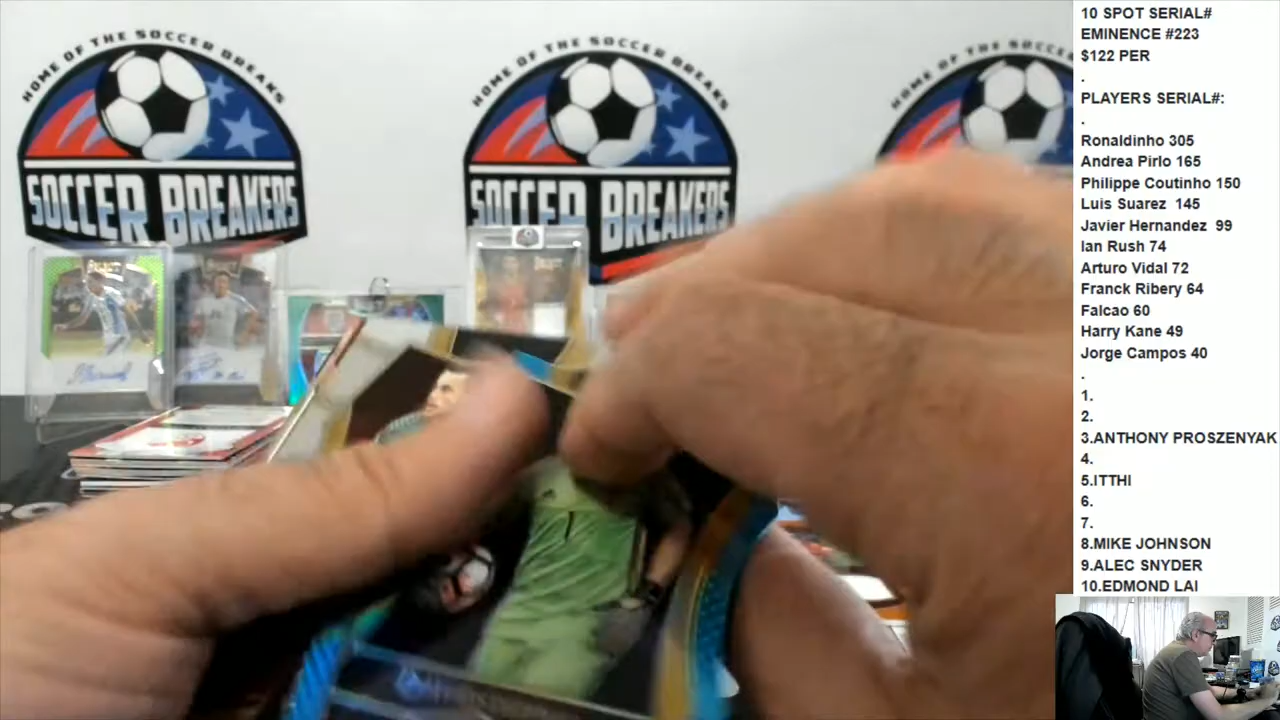 HOME OF THE SOCCER BREAKS
SOCCER BREAKERS
HOME OF THE SOCCER BREAKS
SOCCER BREAKERS
10 SPOT SERIAL#
EMINENCE #223
$122 PER
.
PLAYERS SERIAL#:
.
Ronaldinho 305
Andrea Pirlo 165
Philippe Coutinho 150
Luis Suarez 145
Javier Hernandez 99
Ian Rush 74
Arturo Vidal 72
Franck Ribery 64
Falcao 60
Harry Kane 49
Jorge Campos 40
.
1.
2.
3.ANTHONY PROSZENYAK
4.
5.ITTHI
6.
7.
8.MIKE JOHNSON
9.ALEC SNYDER
10.EDMOND LAI